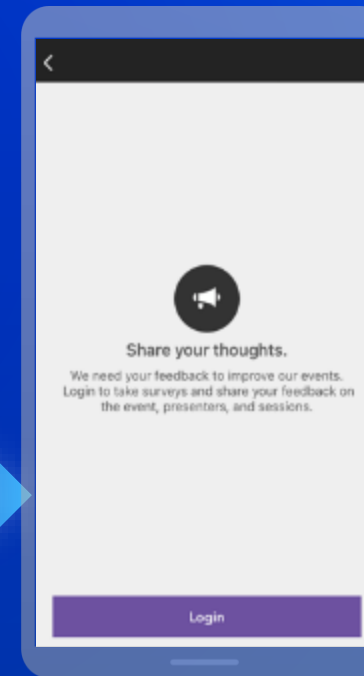 Share your thoughts.
We need your feedback to improve our events.
Login to take surveys and share your feedback on
the event, presenters, and sessions.
Login